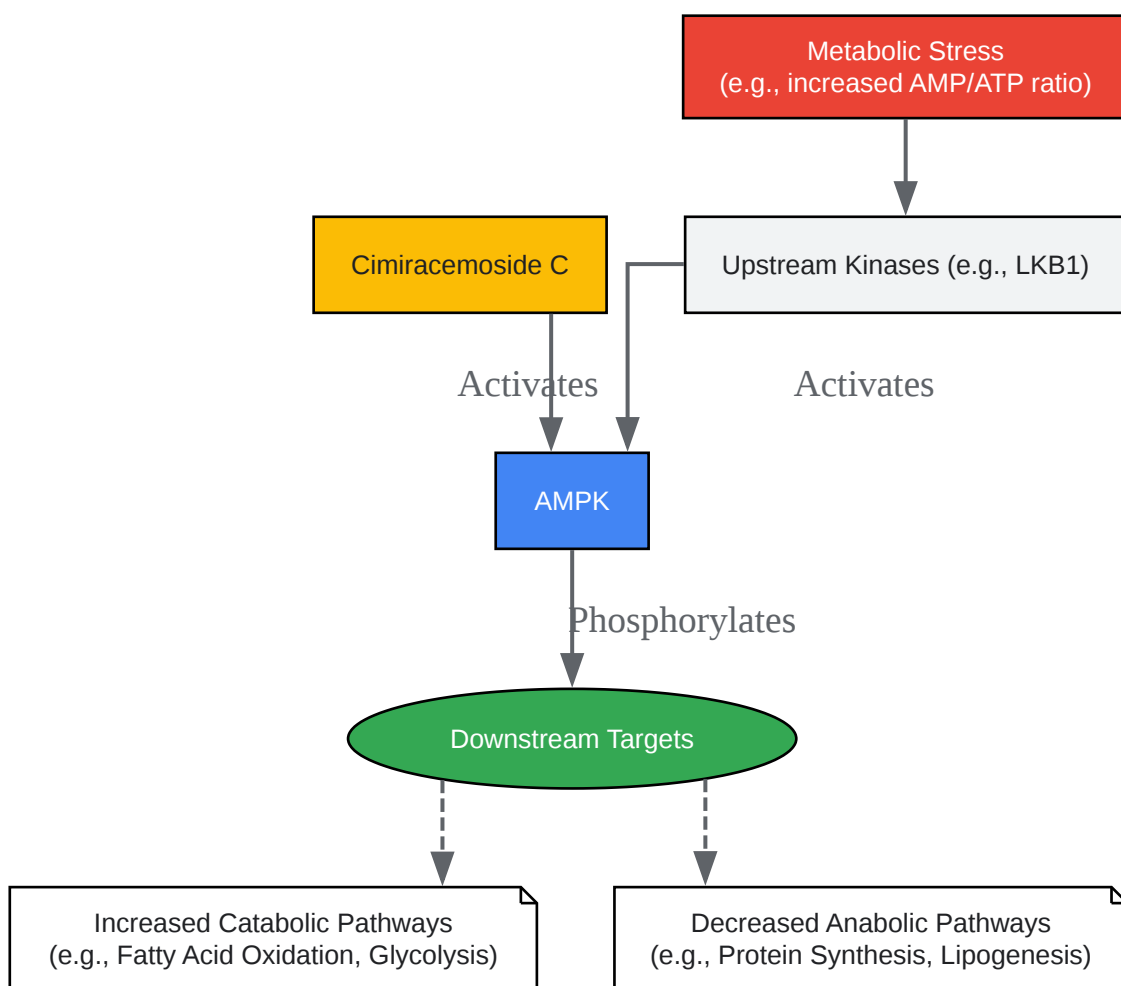 Metabolic Stress
(e.g., increased AMP/ATP ratio)
Cimiracemoside C
Upstream Kinases (e.g., LKB1)
Activates
Activates
AMPK
Phosphorylates
Downstream Targets
Increased Catabolic Pathways
(e.g., Fatty Acid Oxidation, Glycolysis)
Decreased Anabolic Pathways
(e.g., Protein Synthesis, Lipogenesis)